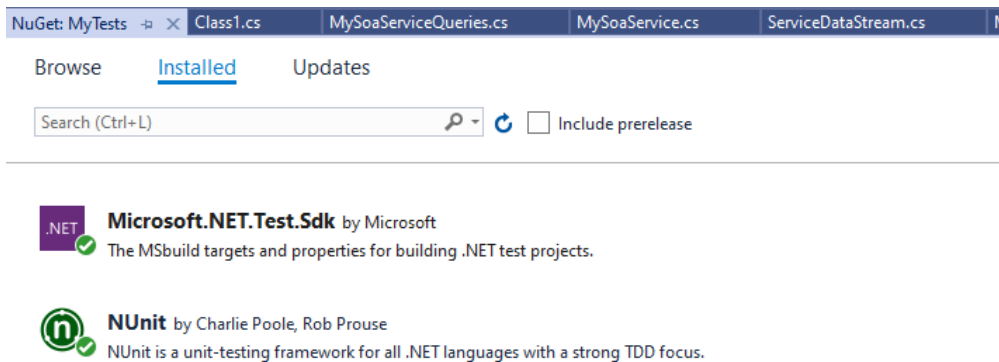 NuGet: MyTests Class1.cs MySoaServiceQueries.cs MySoaService.cs ServiceDataStream.cs
Browse Installed Updates
Search (Ctrl+L) Include prerelease
.NET Microsoft.NET.Test.Sdk by Microsoft
The MSbuild targets and properties for building .NET test projects.
n NUnit by Charlie Poole, Rob Prouse
NUnit is a unit-testing framework for all .NET languages with a strong TDD focus.